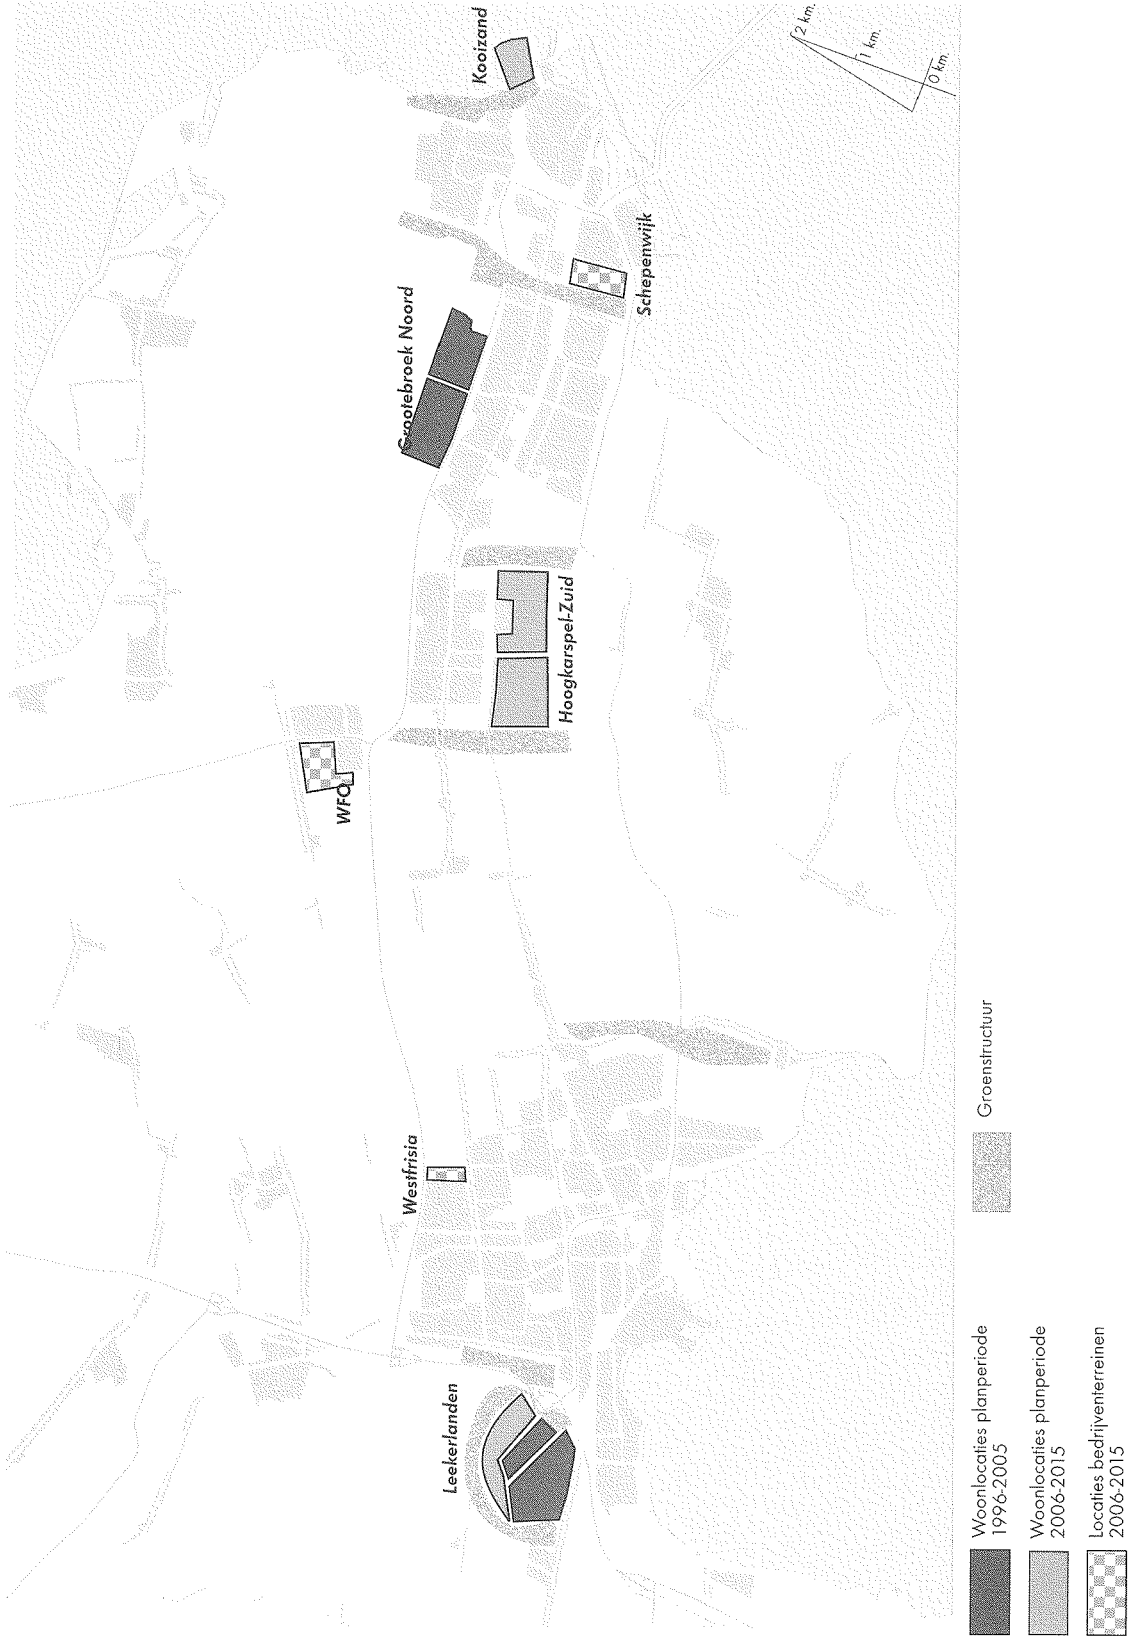 Kooizand
2 km.
1 km.
0 km.
Schepenwijk
Grootebroek Noord
Hoogkarspel-Zuid
WFO
Westfrisia
Leekerlanden
Groenstructuur
Woonlocaties planperiode
1996-2005
Woonlocaties planperiode
2006-2015
Locaties bedrijventerreinen
2006-2015